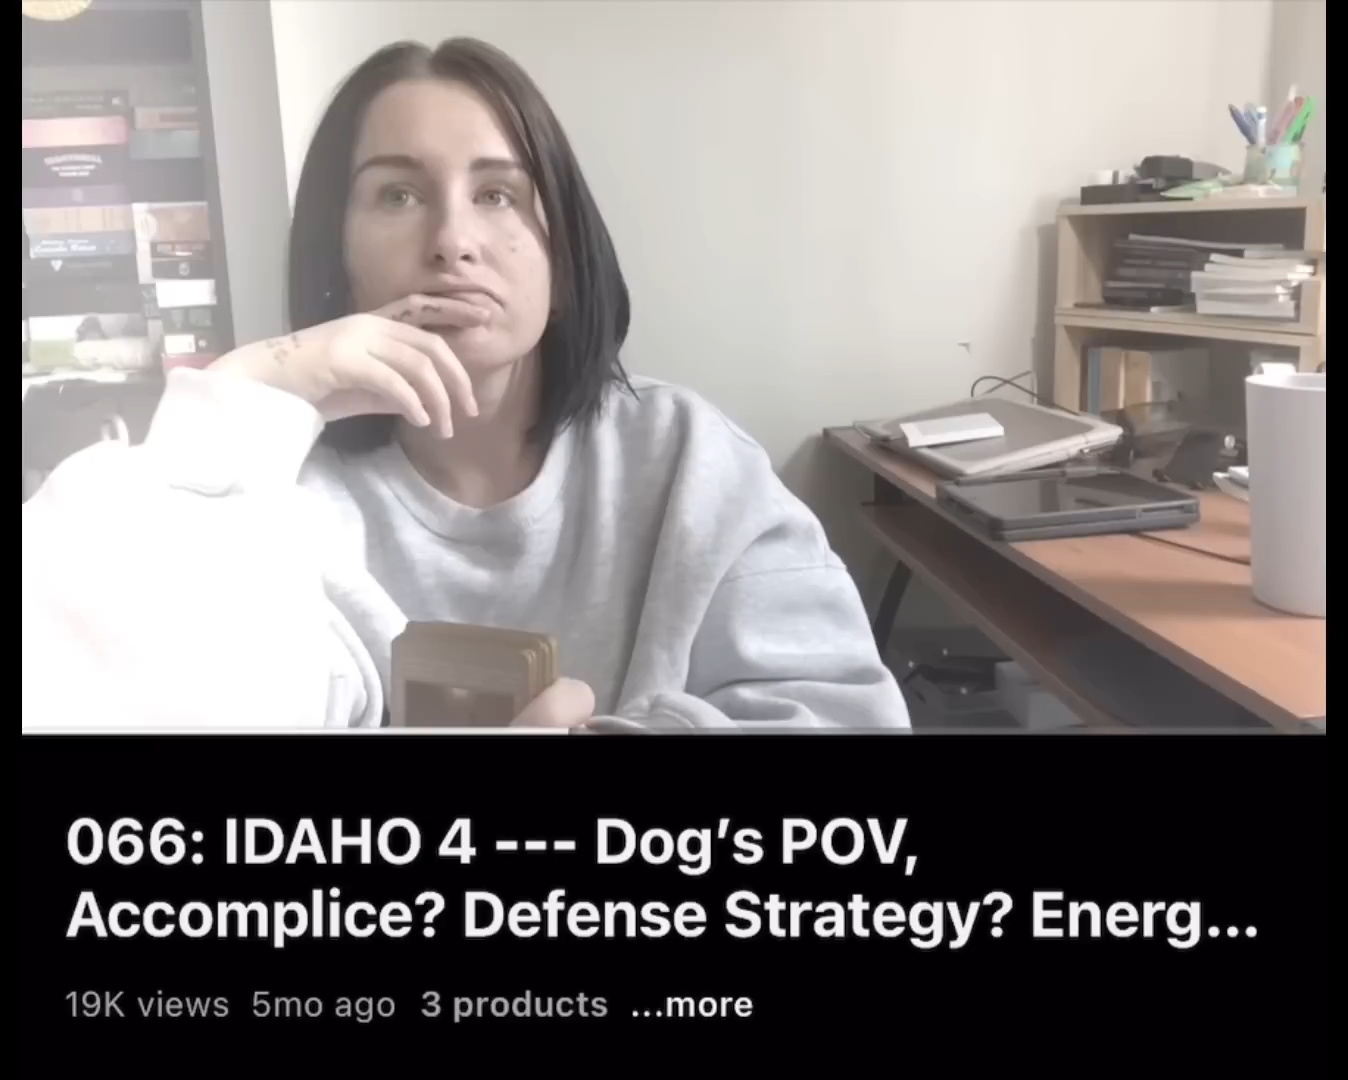 066: IDAHO 4 --- Dog’s POV,
Accomplice? Defense Strategy? Energ...
19K views 5mo ago 3 products ...more